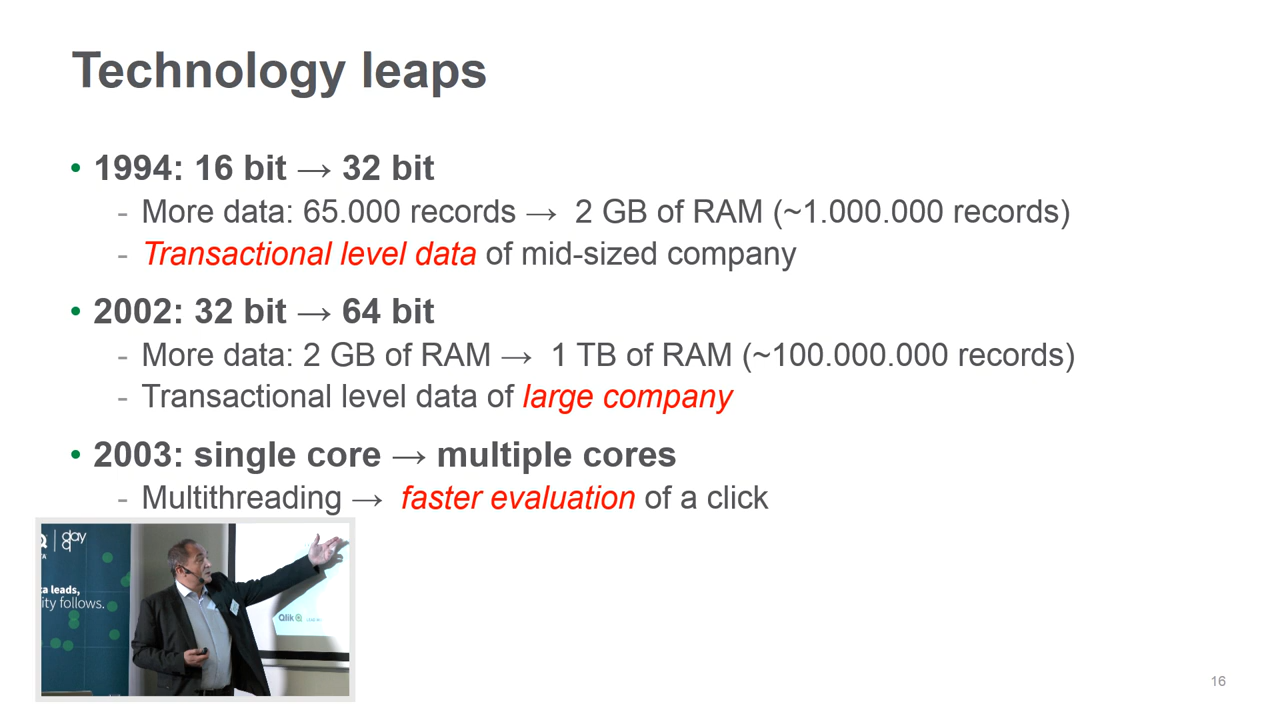 Technology leaps
• 1994: 16 bit → 32 bit
- More data: 65.000 records → 2 GB of RAM (~1.000.000 records)
- Transactional level data of mid-sized company
• 2002: 32 bit → 64 bit
- More data: 2 GB of RAM → 1 TB of RAM (~100.000.000 records)
- Transactional level data of large company
• 2003: single core → multiple cores
- Multithreading → faster evaluation of a click
qday
a leads,
ity follows.
Qlik
16